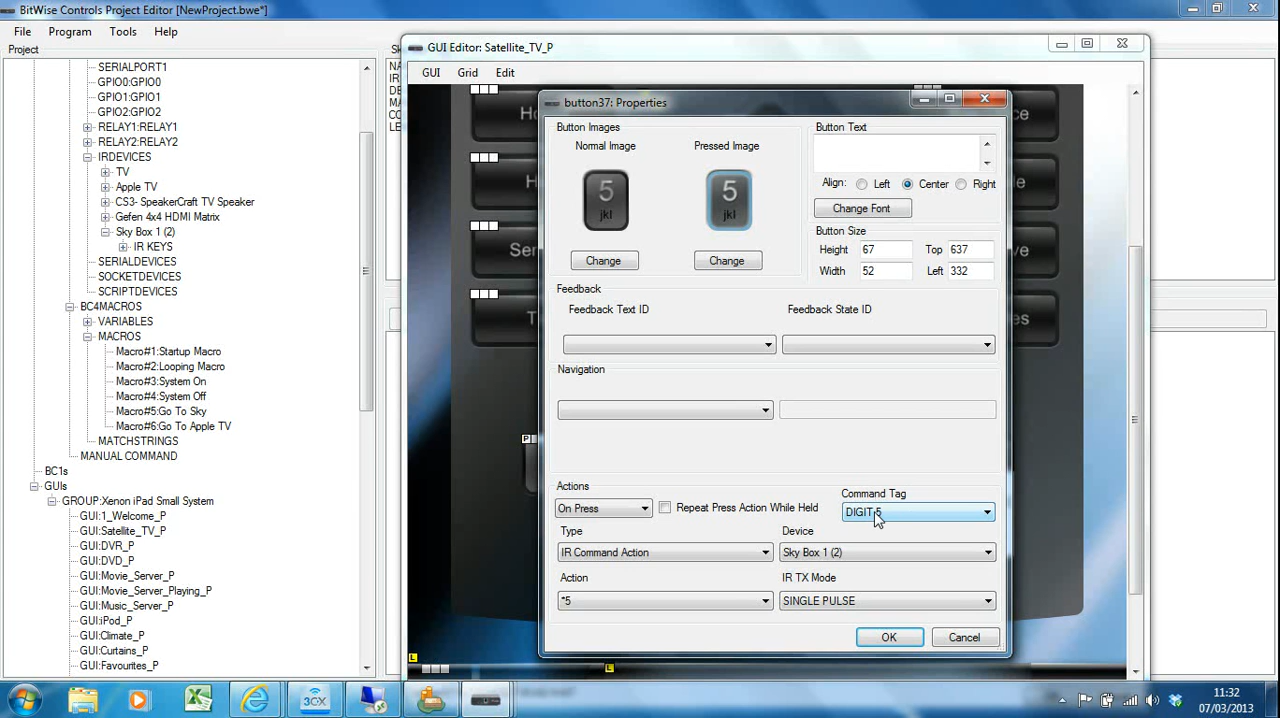 BitWise Controls Project Editor [NewProject.bwe*]
File Program Tools Help
Project
SERIALPORT1
GPIO0:GPIO0
GPIO1:GPIO1
GPIO2:GPIO2
RELAY1:RELAY1
RELAY2:RELAY2
IRDEVICES
TV
Apple TV
CS3- SpeakerCraft TV Speaker
Gefen 4x4 HDMI Matrix
Sky Box 1 (2)
IR KEYS
SERIALDEVICES
SOCKETDEVICES
SCRIPTDEVICES
BC4MACROS
VARIABLES
MACROS
Macro#1:Startup Macro
Macro#2:Looping Macro
Macro#3:System On
Macro#4:System Off
Macro#5:Go To Sky
Macro#6:Go To Apple TV
MATCHSTRINGS
MANUAL COMMAND
BC1s
GUIs
GROUP:Xenon iPad Small System
GUI:1_Welcome_P
GUI:Satellite_TV_P
GUI:DVR_P
GUI:DVD_P
GUI:Movie_Server_P
GUI:Movie_Server_Playing_P
GUI:Music_Server_P
GUI:iPod_P
GUI:Climate_P
GUI:Curtains_P
GUI:Favourites_P
GUI Editor: Satellite_TV_P
GUI Grid Edit
button37: Properties
Button Images
Normal Image Pressed Image
5
jkl
5
jkl
Change Change
Button Text
Align: Left Center Right
Change Font
Button Size
Height 67 Top 637
Width 52 Left 332
Feedback
Feedback Text ID Feedback State ID
Navigation
Actions
Command Tag
On Press Repeat Press Action While Held DIGIT 5
Type Device
IR Command Action Sky Box 1 (2)
Action IR TX Mode
*5 SINGLE PULSE
OK Cancel
P
L
L
3CX
11:32
07/03/2013